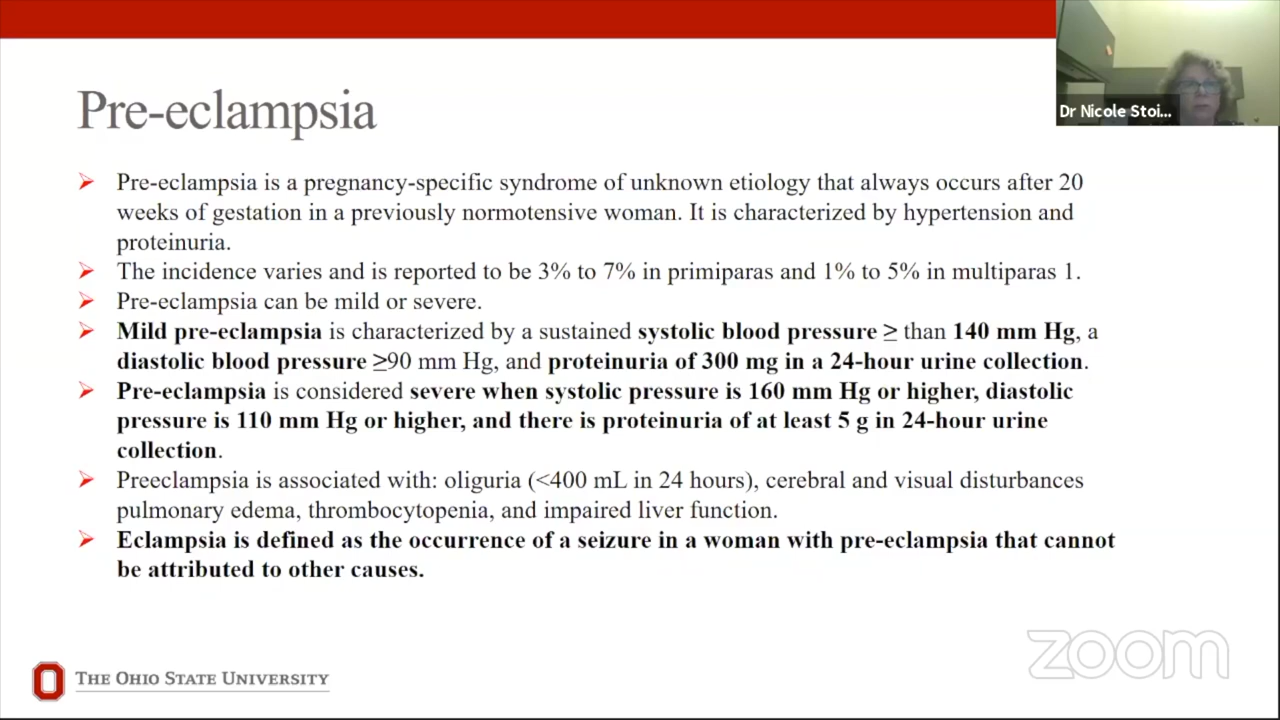 Dr Nicole Stoi...
Pre-eclampsia
Pre-eclampsia is a pregnancy-specific syndrome of unknown etiology that always occurs after 20
weeks of gestation in a previously normotensive woman. It is characterized by hypertension and
proteinuria.
The incidence varies and is reported to be 3% to 7% in primiparas and 1% to 5% in multiparas 1.
Pre-eclampsia can be mild or severe.
Mild pre-eclampsia is characterized by a sustained systolic blood pressure ≥ than 140 mm Hg, a
diastolic blood pressure ≥90 mm Hg, and proteinuria of 300 mg in a 24-hour urine collection.
Pre-eclampsia is considered severe when systolic pressure is 160 mm Hg or higher, diastolic
pressure is 110 mm Hg or higher, and there is proteinuria of at least 5 g in 24-hour urine
collection.
Preeclampsia is associated with: oliguria (<400 mL in 24 hours), cerebral and visual disturbances
pulmonary edema, thrombocytopenia, and impaired liver function.
Eclampsia is defined as the occurrence of a seizure in a woman with pre-eclampsia that cannot
be attributed to other causes.
THE OHIO STATE UNIVERSITY
zoom